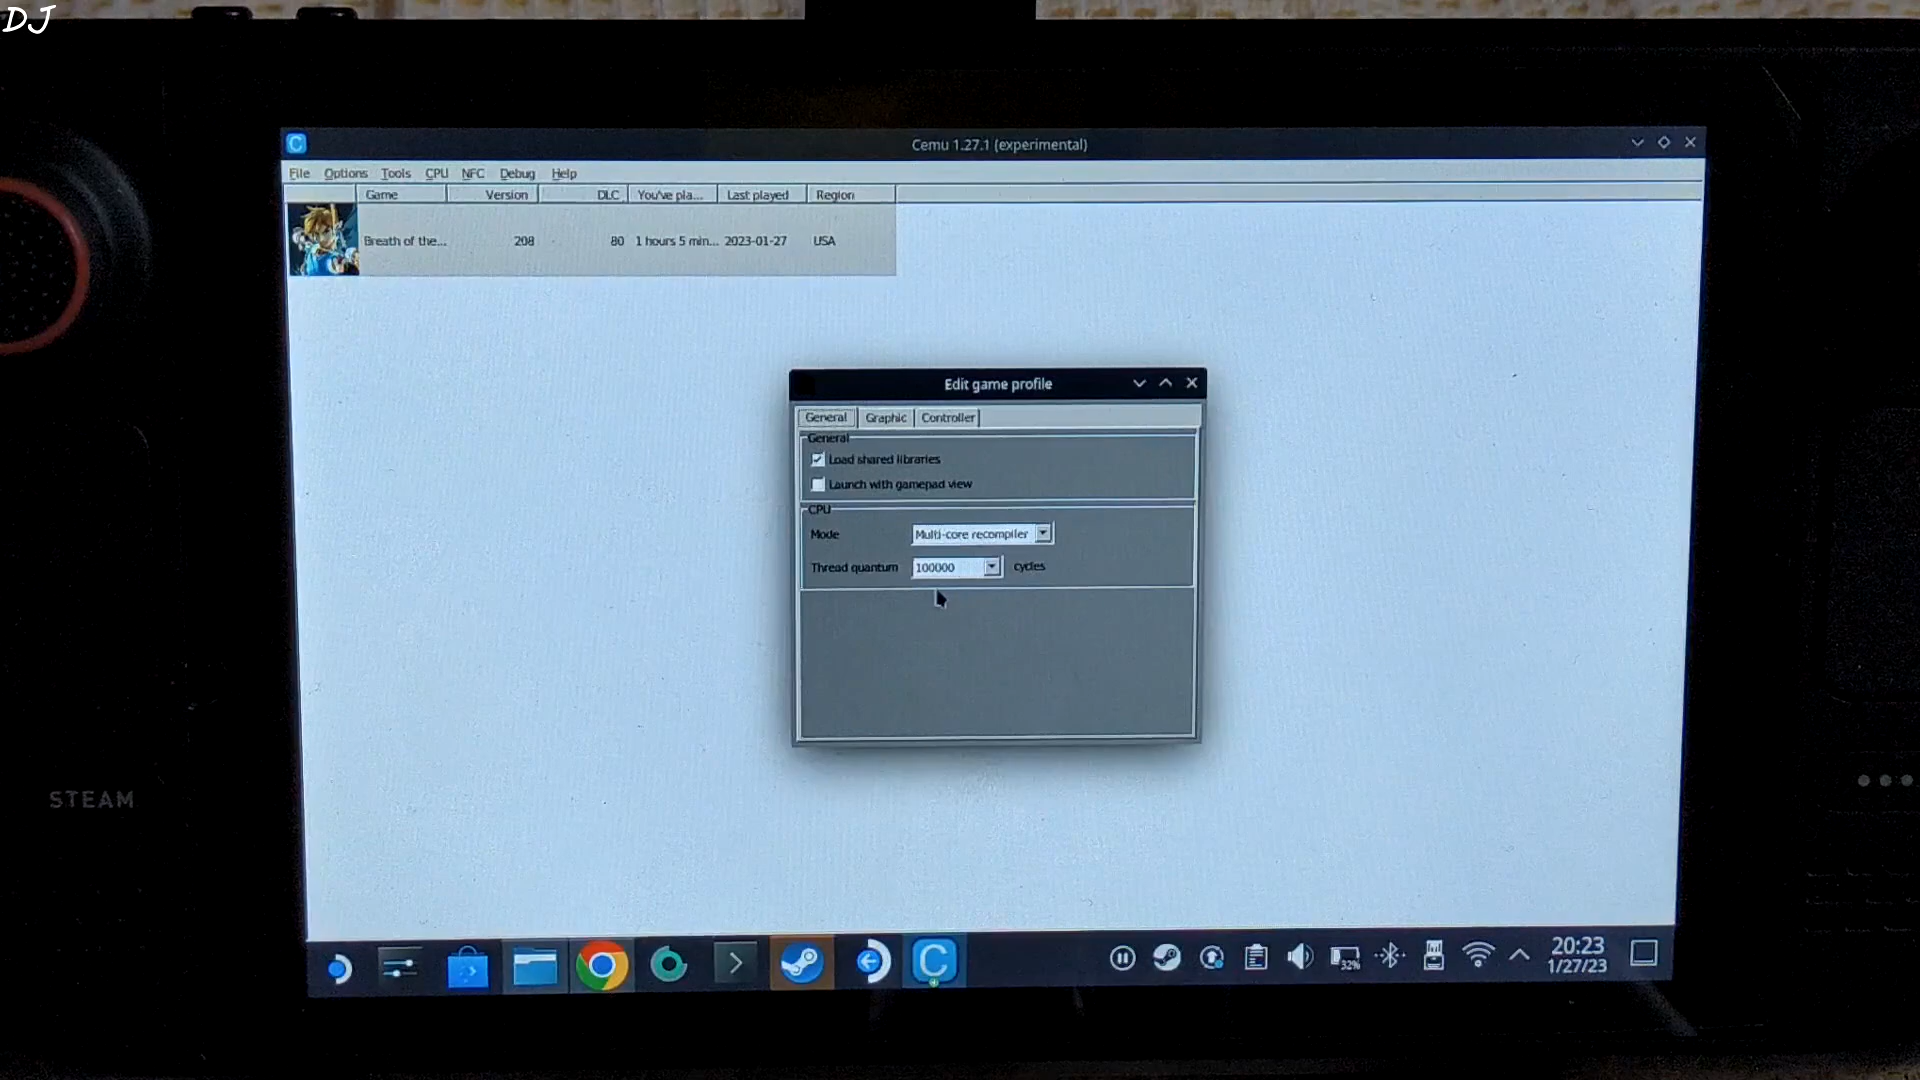 DJ
Cemu 1.27.1 (experimental)
File Options Tools CPU NFC Debug Help
Game Version DLC You've pla... Last played Region
Breath of the... 208 80 1 hours 5 min... 2023-01-27 USA
Edit game profile
General Graphic Controller
General
Load shared libraries
Launch with gamepad view
CPU
Mode Multi-core recompiler
Thread quantum 100000 cycles
STEAM
32%
20:23
1/27/23